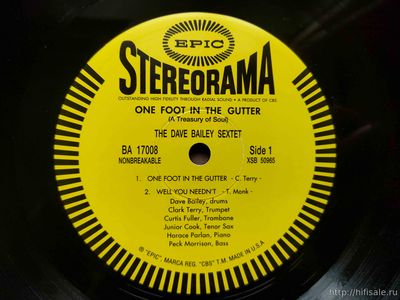 EPIC
STEREORAMA
OUTSTANDING HIGH FIDELITY THROUGH RADIAL SOUND • A PRODUCT OF CBS
ONE FOOT IN THE GUTTER
(A Treasury of Soul)
THE DAVE BAILEY SEXTET
BA 17008
NONBREAKABLE
Side 1
XSB 50965
1. ONE FOOT IN THE GUTTER - C. Terry -
2. WELL YOU NEEDN'T - T. Monk -
Dave Bailey, drums
Clark Terry, Trumpet
Curtis Fuller, Trombone
Junior Cook, Tenor Sax
Horace Parlan, Piano
Peck Morrison, Bass
® "EPIC", MARCA REG. "CBS" T.M. MADE IN U.S.A.
https://hifisale.ru